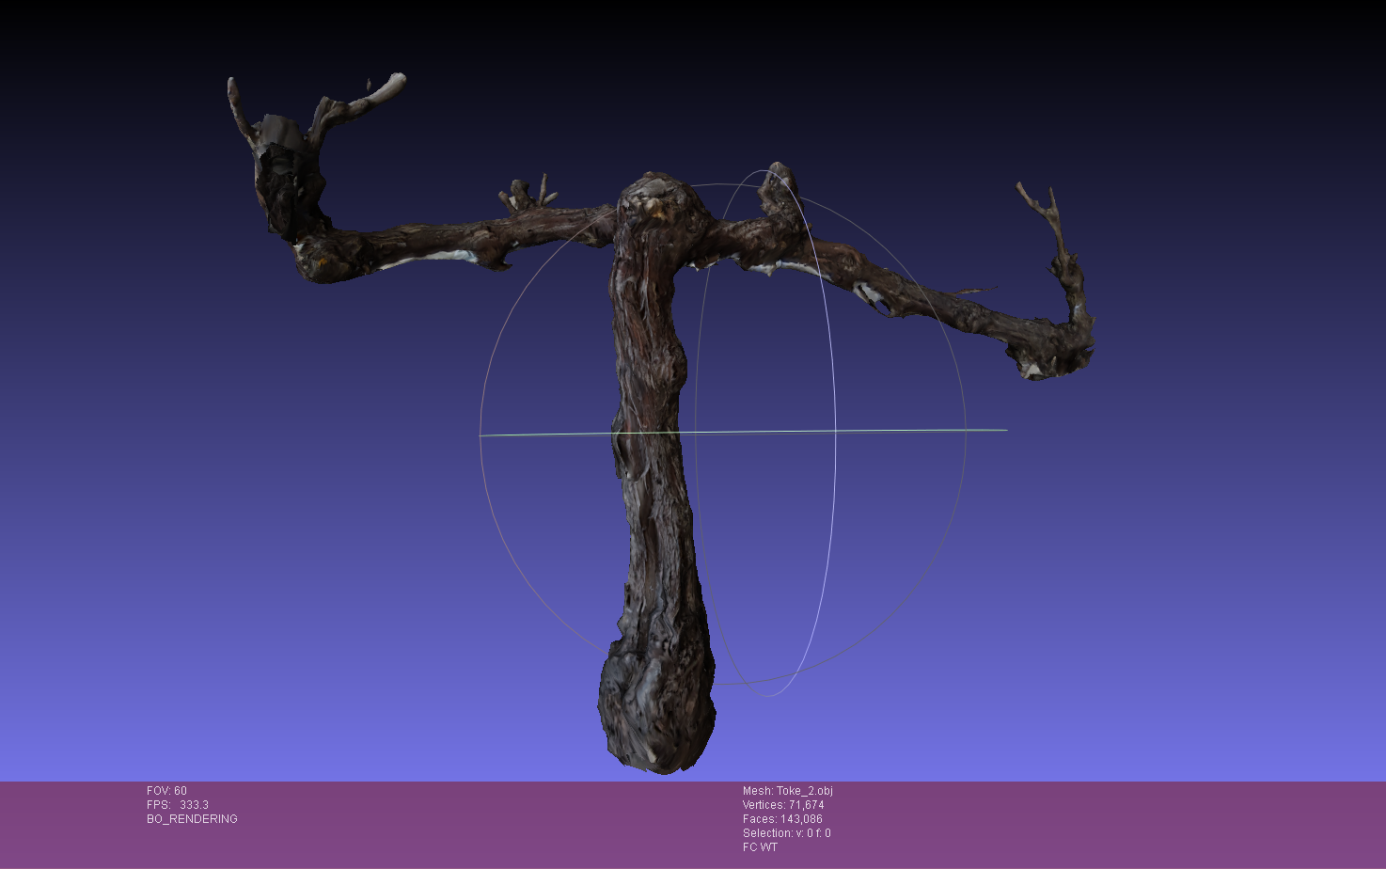 FOV: 60
FPS: 333.3
BO_RENDERING
Mesh: Toke_2.obj
Vertices: 71,674
Faces: 143,086
Selection: v: 0 f: 0
FC WT